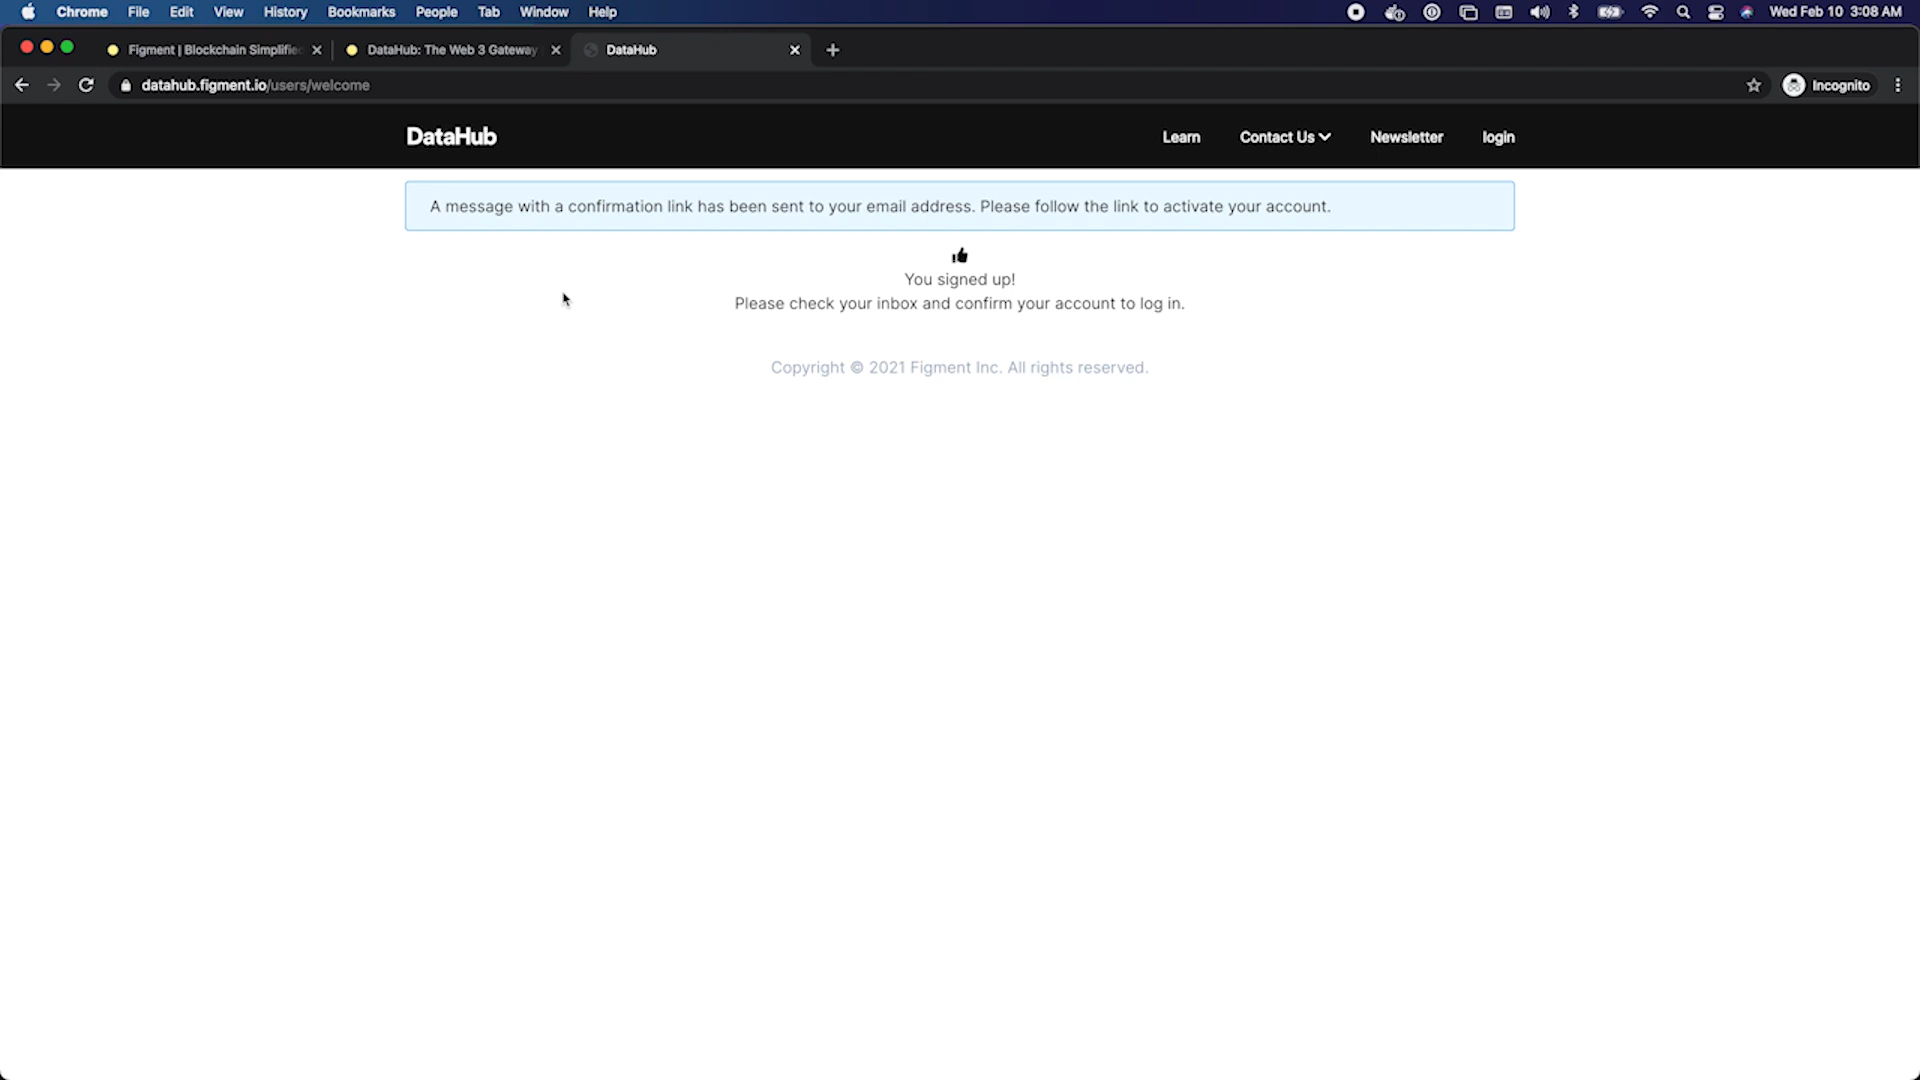 Chrome File Edit View History Bookmarks People Tab Window Help Wed Feb 10 3:08 AM
Figment | Blockchain Simplifie DataHub: The Web 3 Gateway DataHub
datahub.figment.io/users/welcome Incognito
DataHub Learn Contact Us Newsletter login
A message with a confirmation link has been sent to your email address. Please follow the link to activate your account.
You signed up!
Please check your inbox and confirm your account to log in.
Copyright © 2021 Figment Inc. All rights reserved.